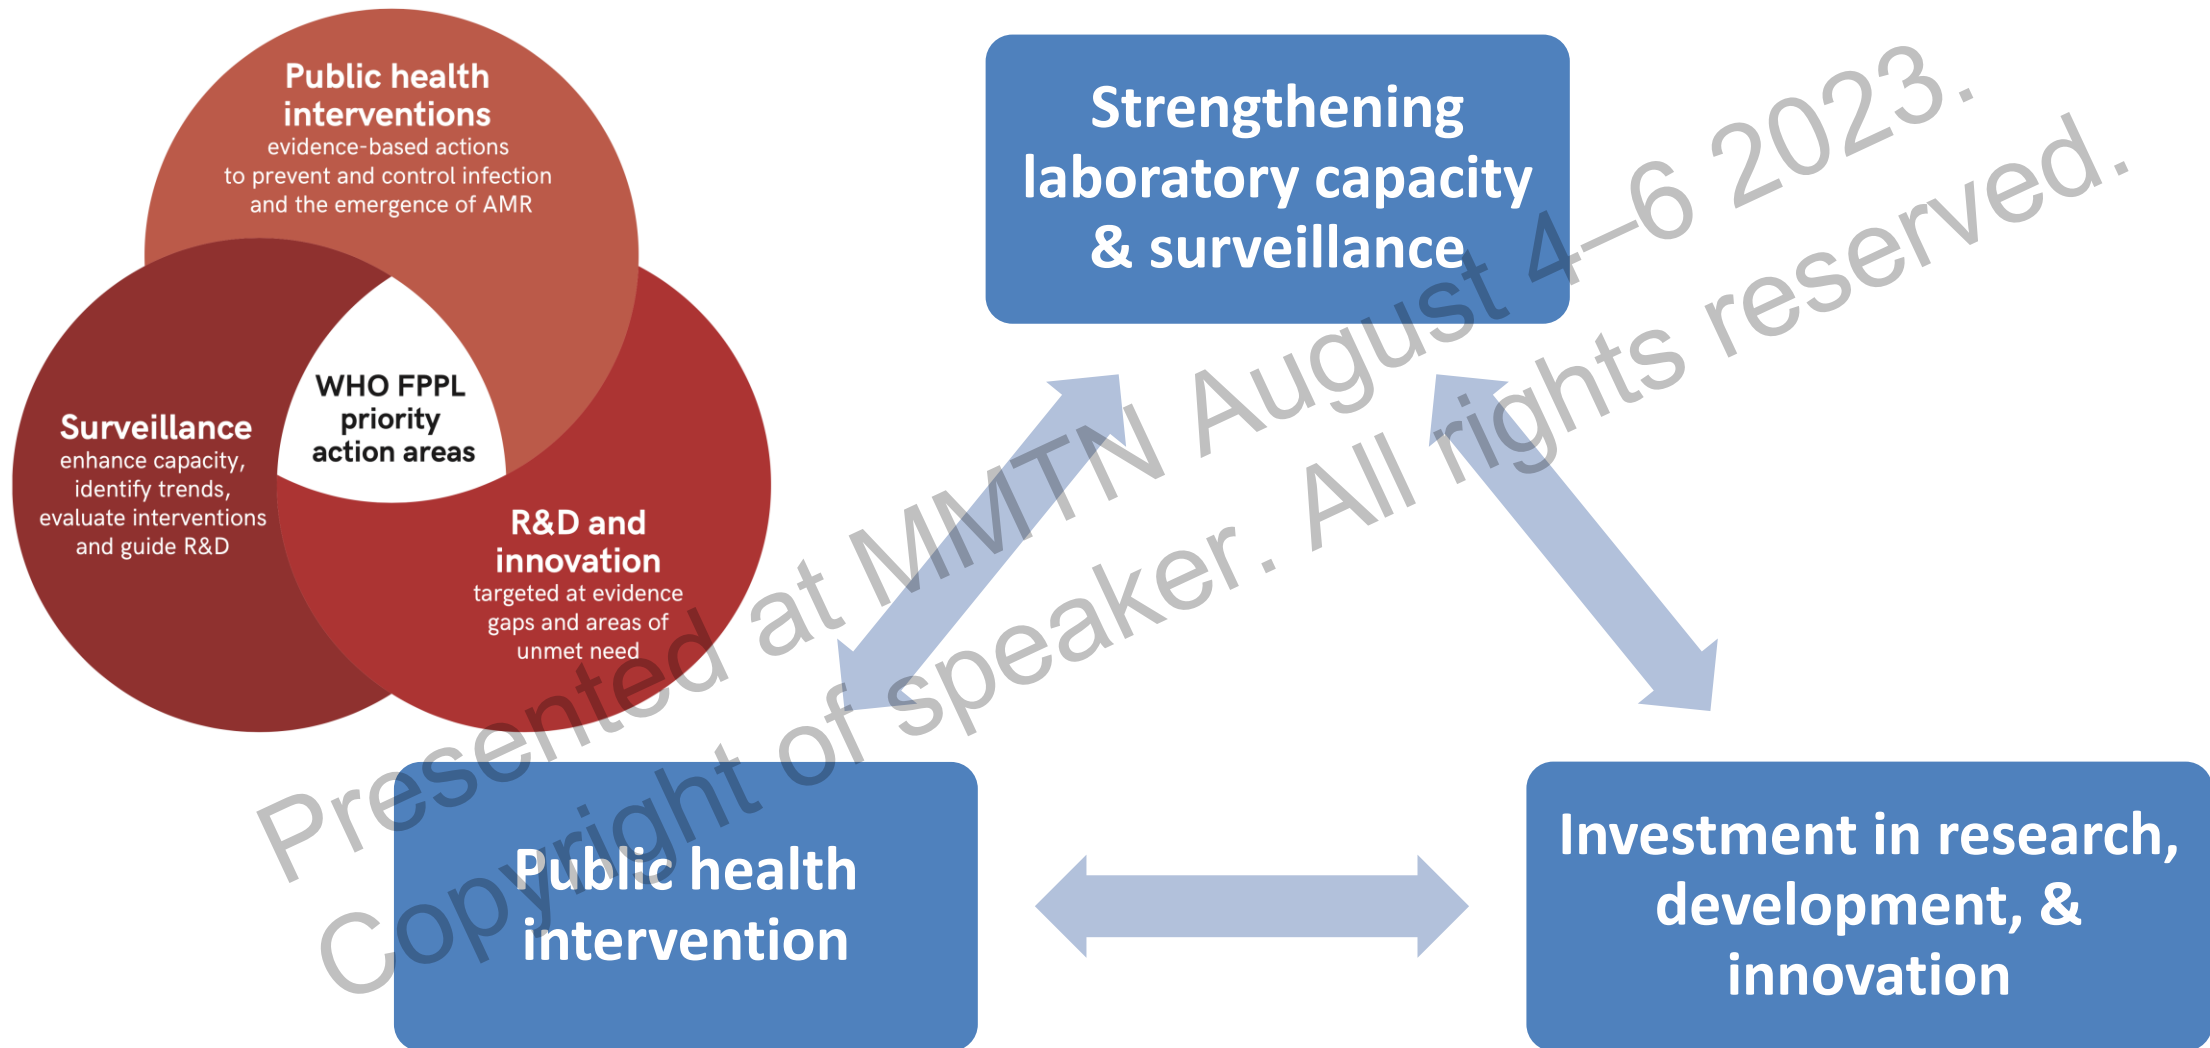 Public health
interventions
evidence-based actions
to prevent and control infection
and the emergence of AMR
WHO FPPL
priority
action areas
Surveillance
enhance capacity,
identify trends,
evaluate interventions
and guide R&D
R&D and
innovation
targeted at evidence
gaps and areas of
unmet need
Strengthening
laboratory capacity
& surveillance
Public health
intervention
Investment in research,
development, &
innovation
Presented at MMTN August 4–6 2023.
Copyright of speaker. All rights reserved.